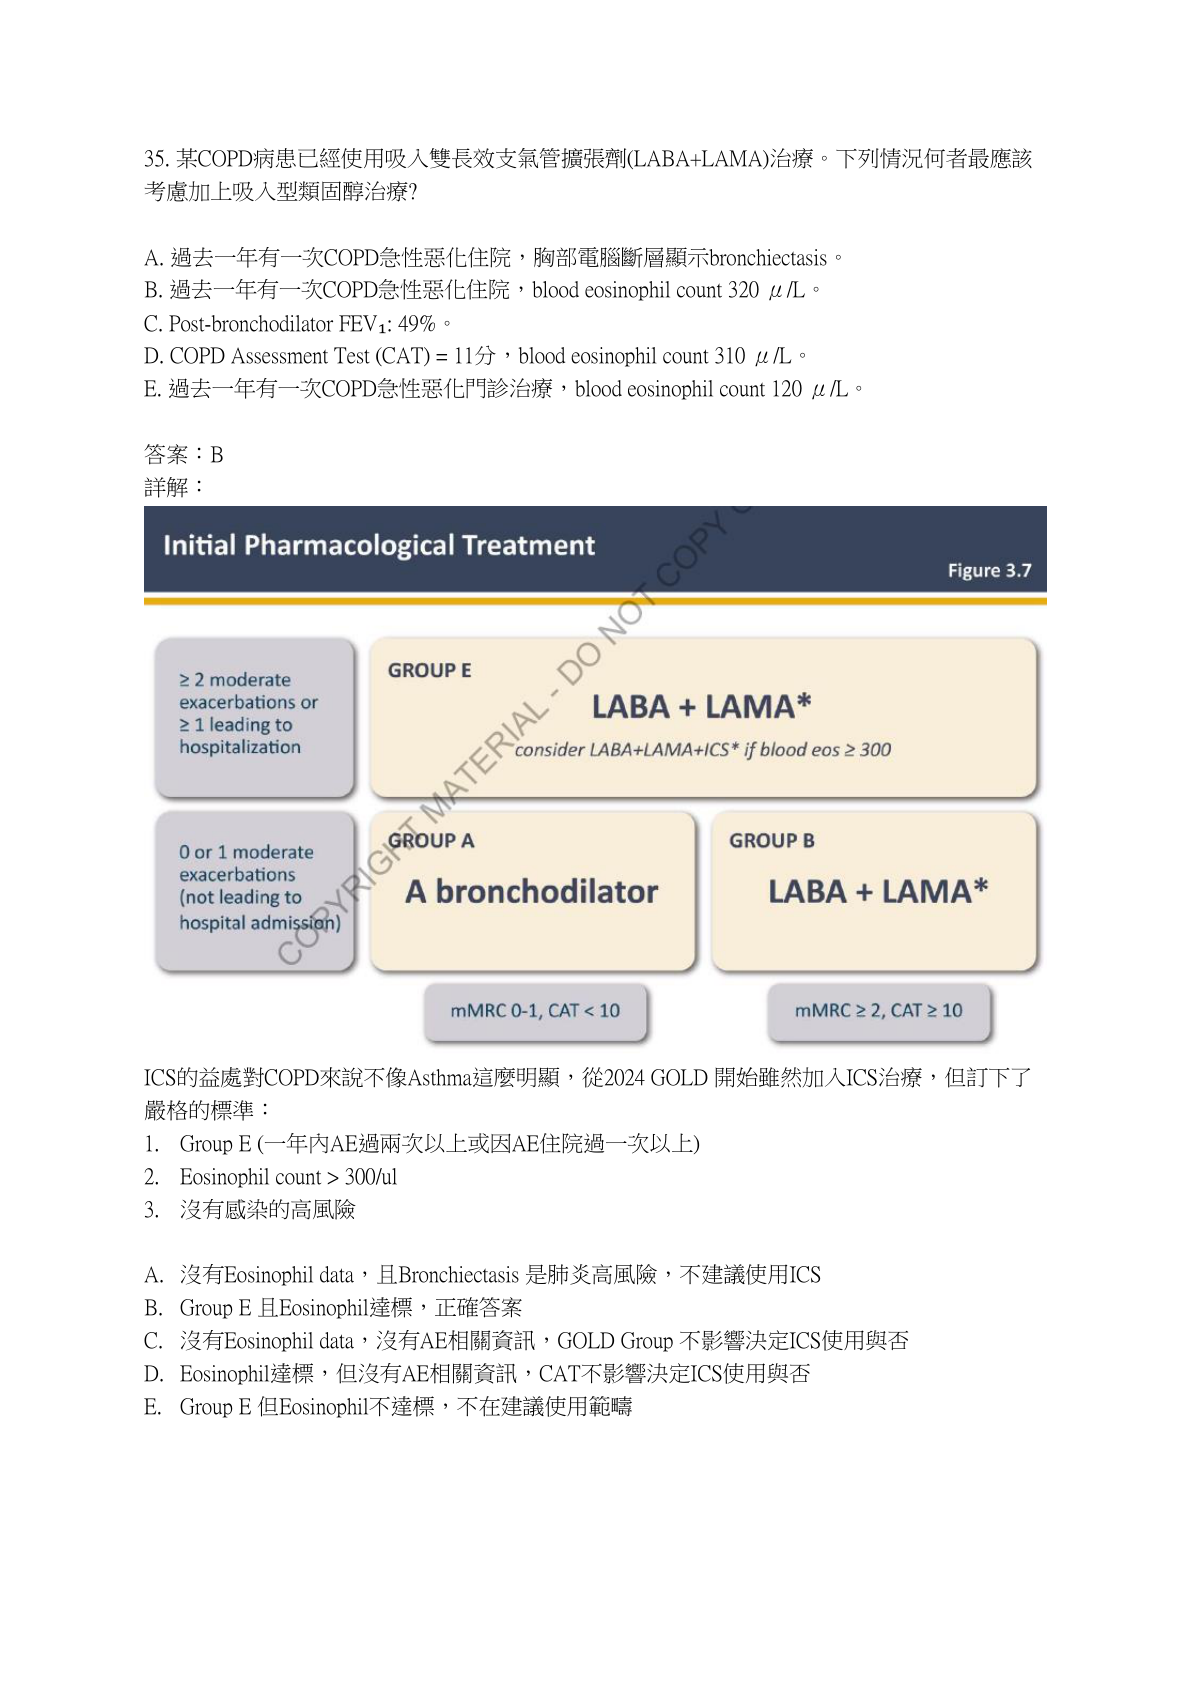 35. 某COPD病患已經使用吸入雙長效支氣管擴張劑(LABA+LAMA)治療。下列情況何者最應該
考慮加上吸入型類固醇治療?
A. 過去一年有一次COPD急性惡化住院，胸部電腦斷層顯示bronchiectasis。
B. 過去一年有一次COPD急性惡化住院，blood eosinophil count 320 μ/L。
C. Post-bronchodilator FEV₁: 49%。
D. COPD Assessment Test (CAT) = 11分，blood eosinophil count 310 μ/L。
E. 過去一年有一次COPD急性惡化門診治療，blood eosinophil count 120 μ/L。
答案：B
詳解：
Initial Pharmacological Treatment
Figure 3.7
≥ 2 moderate
exacerbations or
≥ 1 leading to
hospitalization
GROUP E
LABA + LAMA*
consider LABA+LAMA+ICS* if blood eos ≥ 300
0 or 1 moderate
exacerbations
(not leading to
hospital admission)
GROUP A
A bronchodilator
GROUP B
LABA + LAMA*
mMRC 0-1, CAT < 10
mMRC ≥ 2, CAT ≥ 10
COPYRIGHT MATERIAL - DO NOT COPY
ICS的益處對COPD來說不像Asthma這麼明顯，從2024 GOLD 開始雖然加入ICS治療，但訂下了
嚴格的標準：
1. Group E (一年內AE過兩次以上或因AE住院過一次以上)
2. Eosinophil count > 300/ul
3. 沒有感染的高風險
A. 沒有Eosinophil data，且Bronchiectasis 是肺炎高風險，不建議使用ICS
B. Group E 且Eosinophil達標，正確答案
C. 沒有Eosinophil data，沒有AE相關資訊，GOLD Group 不影響決定ICS使用與否
D. Eosinophil達標，但沒有AE相關資訊，CAT不影響決定ICS使用與否
E. Group E 但Eosinophil不達標，不在建議使用範疇